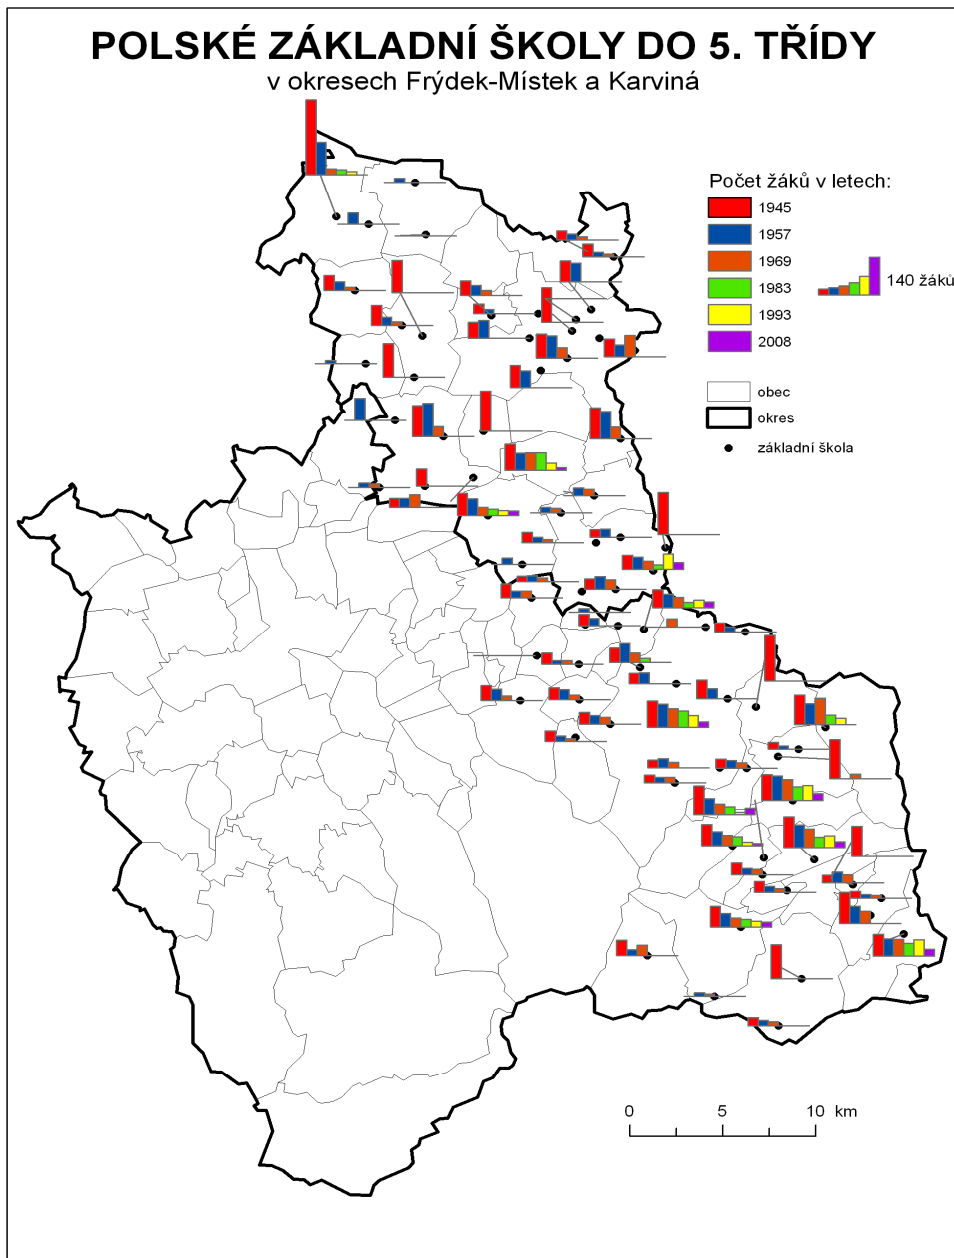 POLSKÉ ZÁKLADNÍ ŠKOLY DO 5. TŘÍDY
v okresech Frýdek-Místek a Karviná
Počet žáků v letech:
1945
1957
1969
1983
1993
2008
140 žáků
obec
okres
základní škola
0 5 10 km